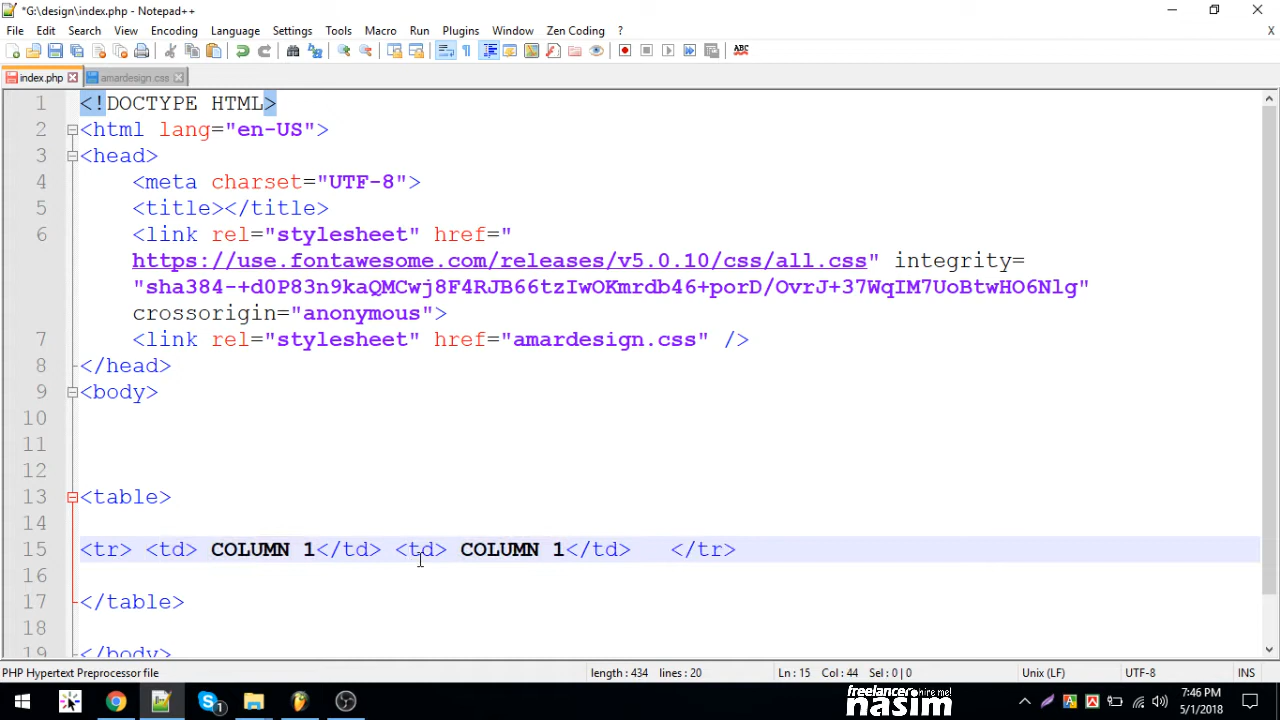 *G:\design\index.php - Notepad++
File Edit Search View Encoding Language Settings Tools Macro Run Plugins Window Zen Coding ? X
ABC
index.php amardesign.css
1 <!DOCTYPE HTML>
2 <html lang="en-US">
3 <head>
4 <meta charset="UTF-8">
5 <title></title>
6 <link rel="stylesheet" href="
https://use.fontawesome.com/releases/v5.0.10/css/all.css" integrity=
"sha384-+d0P83n9kaQMCwj8F4RJB66tzIwOKmrdb46+porD/OvrJ+37WqIM7UoBtwHO6Nlg"
crossorigin="anonymous">
7 <link rel="stylesheet" href="amardesign.css" />
8 </head>
9 <body>
10
11
12
13 <table>
14
15 <tr> <td> COLUMN 1</td> <td> COLUMN 1</td> </tr>
16
17 </table>
18
19 </body>
PHP Hypertext Preprocessor file length : 434 lines : 20 Ln : 15 Col : 44 Sel : 0 | 0 Unix (LF) UTF-8 INS
freelancer hire me!
nasim
7:46 PM
5/1/2018